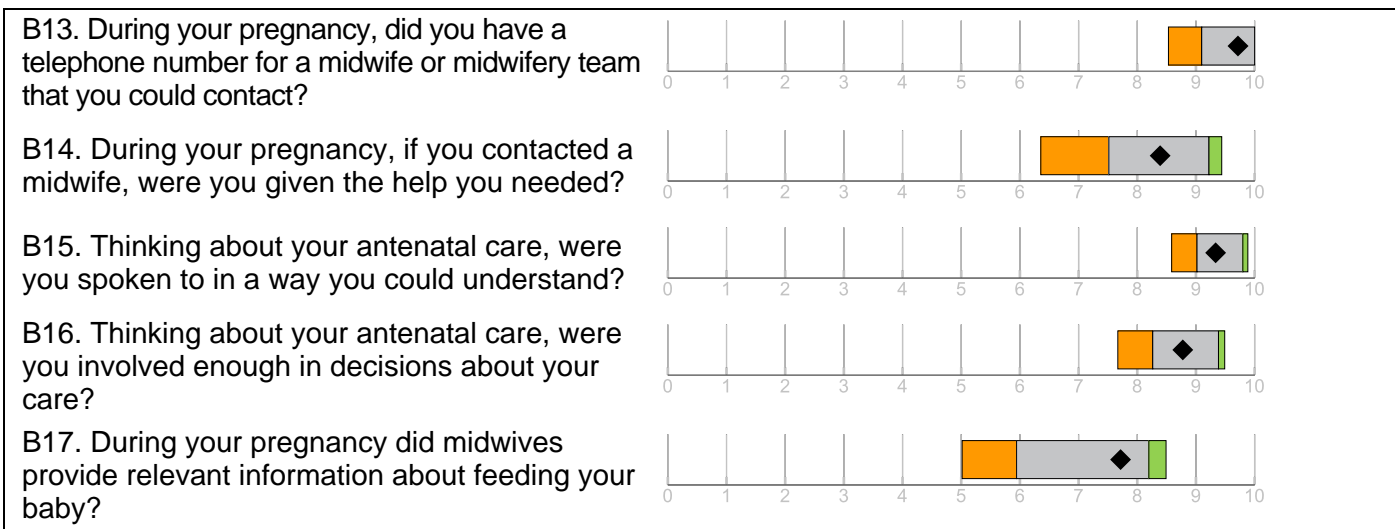 B13. During your pregnancy, did you have a
telephone number for a midwife or midwifery team
that you could contact?
0 1 2 3 4 5 6 7 8 9 10
B14. During your pregnancy, if you contacted a
midwife, were you given the help you needed?
0 1 2 3 4 5 6 7 8 9 10
B15. Thinking about your antenatal care, were
you spoken to in a way you could understand?
0 1 2 3 4 5 6 7 8 9 10
B16. Thinking about your antenatal care, were
you involved enough in decisions about your
care?
0 1 2 3 4 5 6 7 8 9 10
B17. During your pregnancy did midwives
provide relevant information about feeding your
baby?
0 1 2 3 4 5 6 7 8 9 10